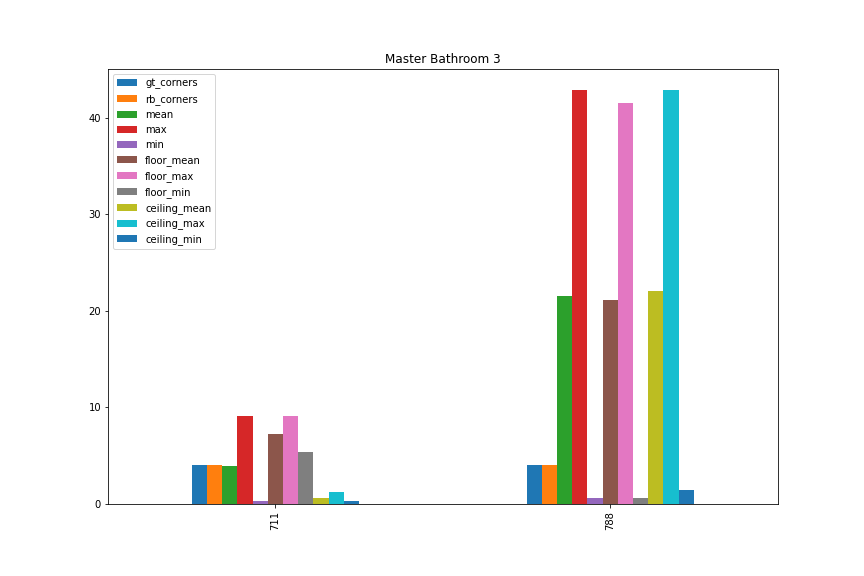 Master Bathroom 3
gt_corners
rb_corners
mean
max
min
floor_mean
floor_max
floor_min
ceiling_mean
ceiling_max
ceiling_min
40
30
20
10
0
711
788